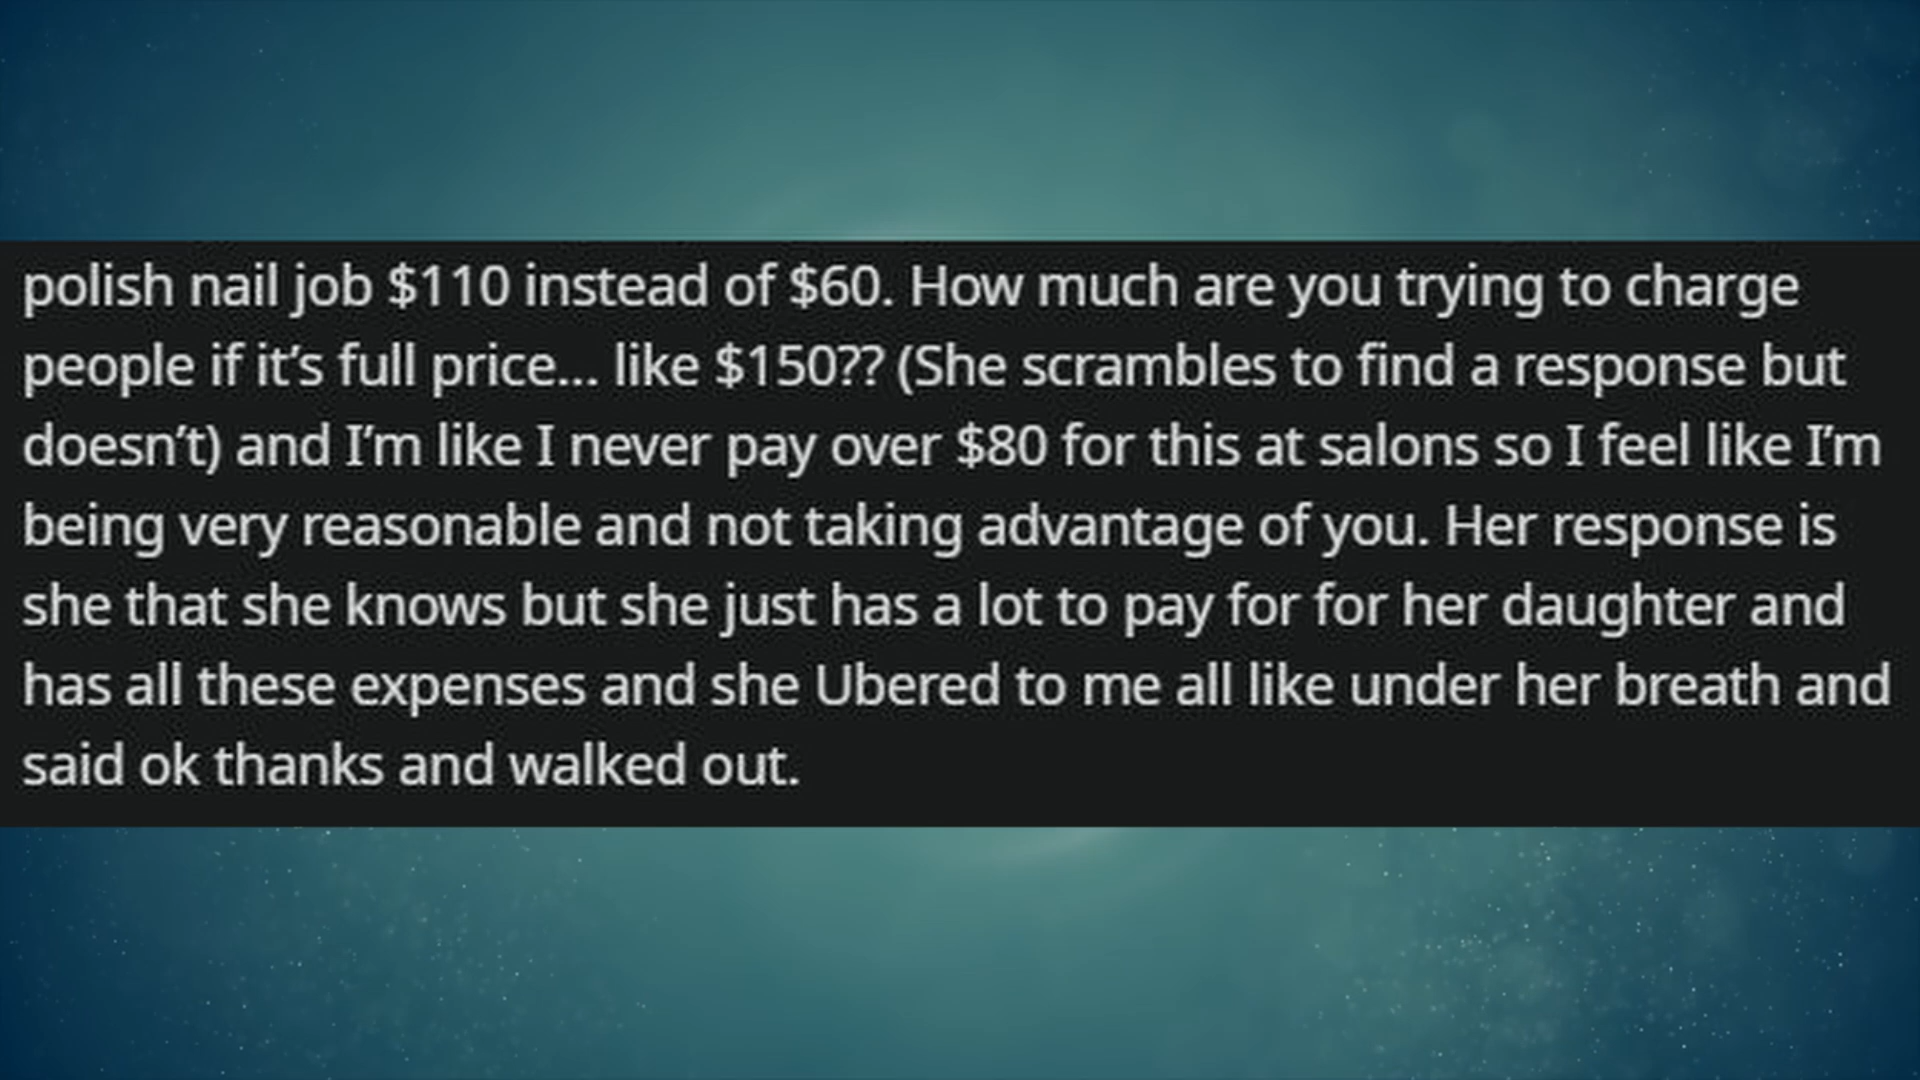 polish nail job $110 instead of $60. How much are you trying to charge
people if it’s full price... like $150?? (She scrambles to find a response but
doesn’t) and I’m like I never pay over $80 for this at salons so I feel like I’m
being very reasonable and not taking advantage of you. Her response is
she that she knows but she just has a lot to pay for for her daughter and
has all these expenses and she Ubered to me all like under her breath and
said ok thanks and walked out.